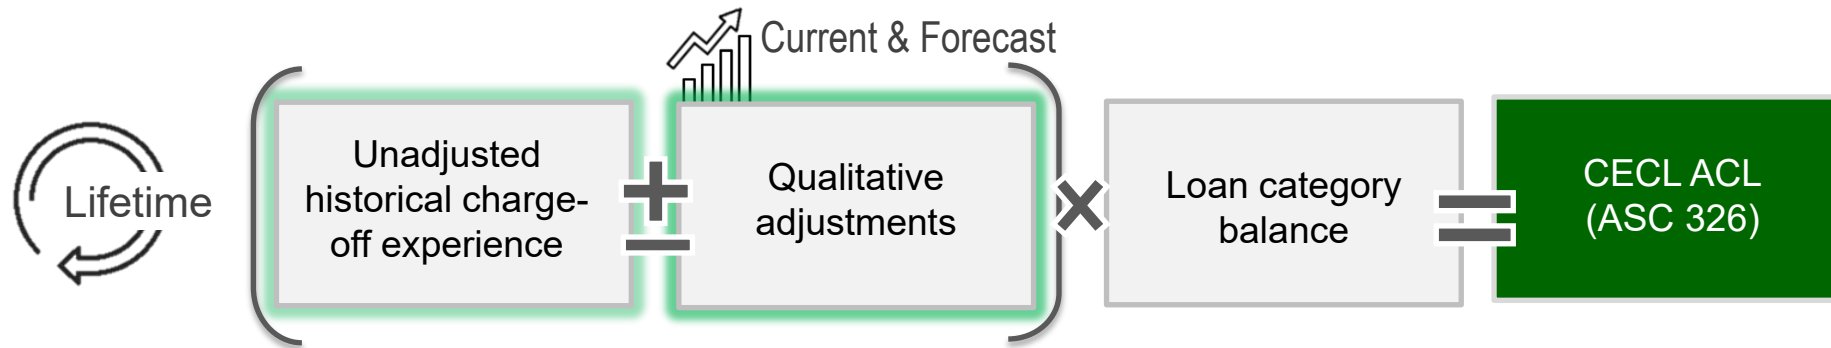 Current & Forecast
Lifetime
Unadjusted
historical charge-
off experience
+
−
Qualitative
adjustments
×
Loan category
balance
=
CECL ACL
(ASC 326)